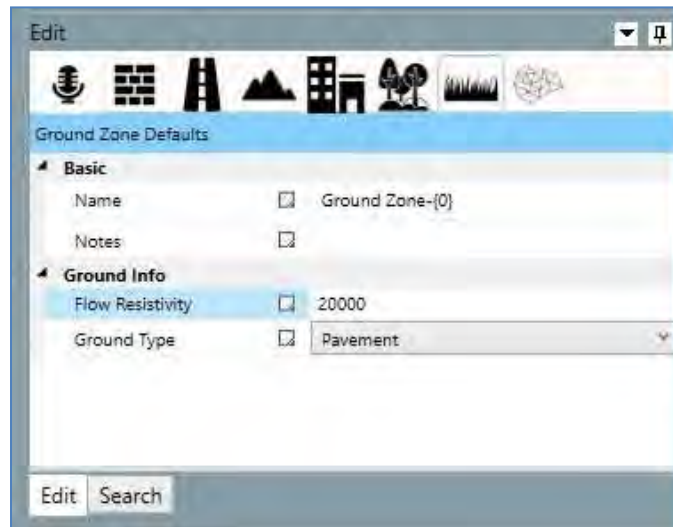 Edit
Ground Zone Defaults
Basic
Name Ground Zone-{0}
Notes
Ground Info
Flow Resistivity 20000
Ground Type Pavement
Edit Search